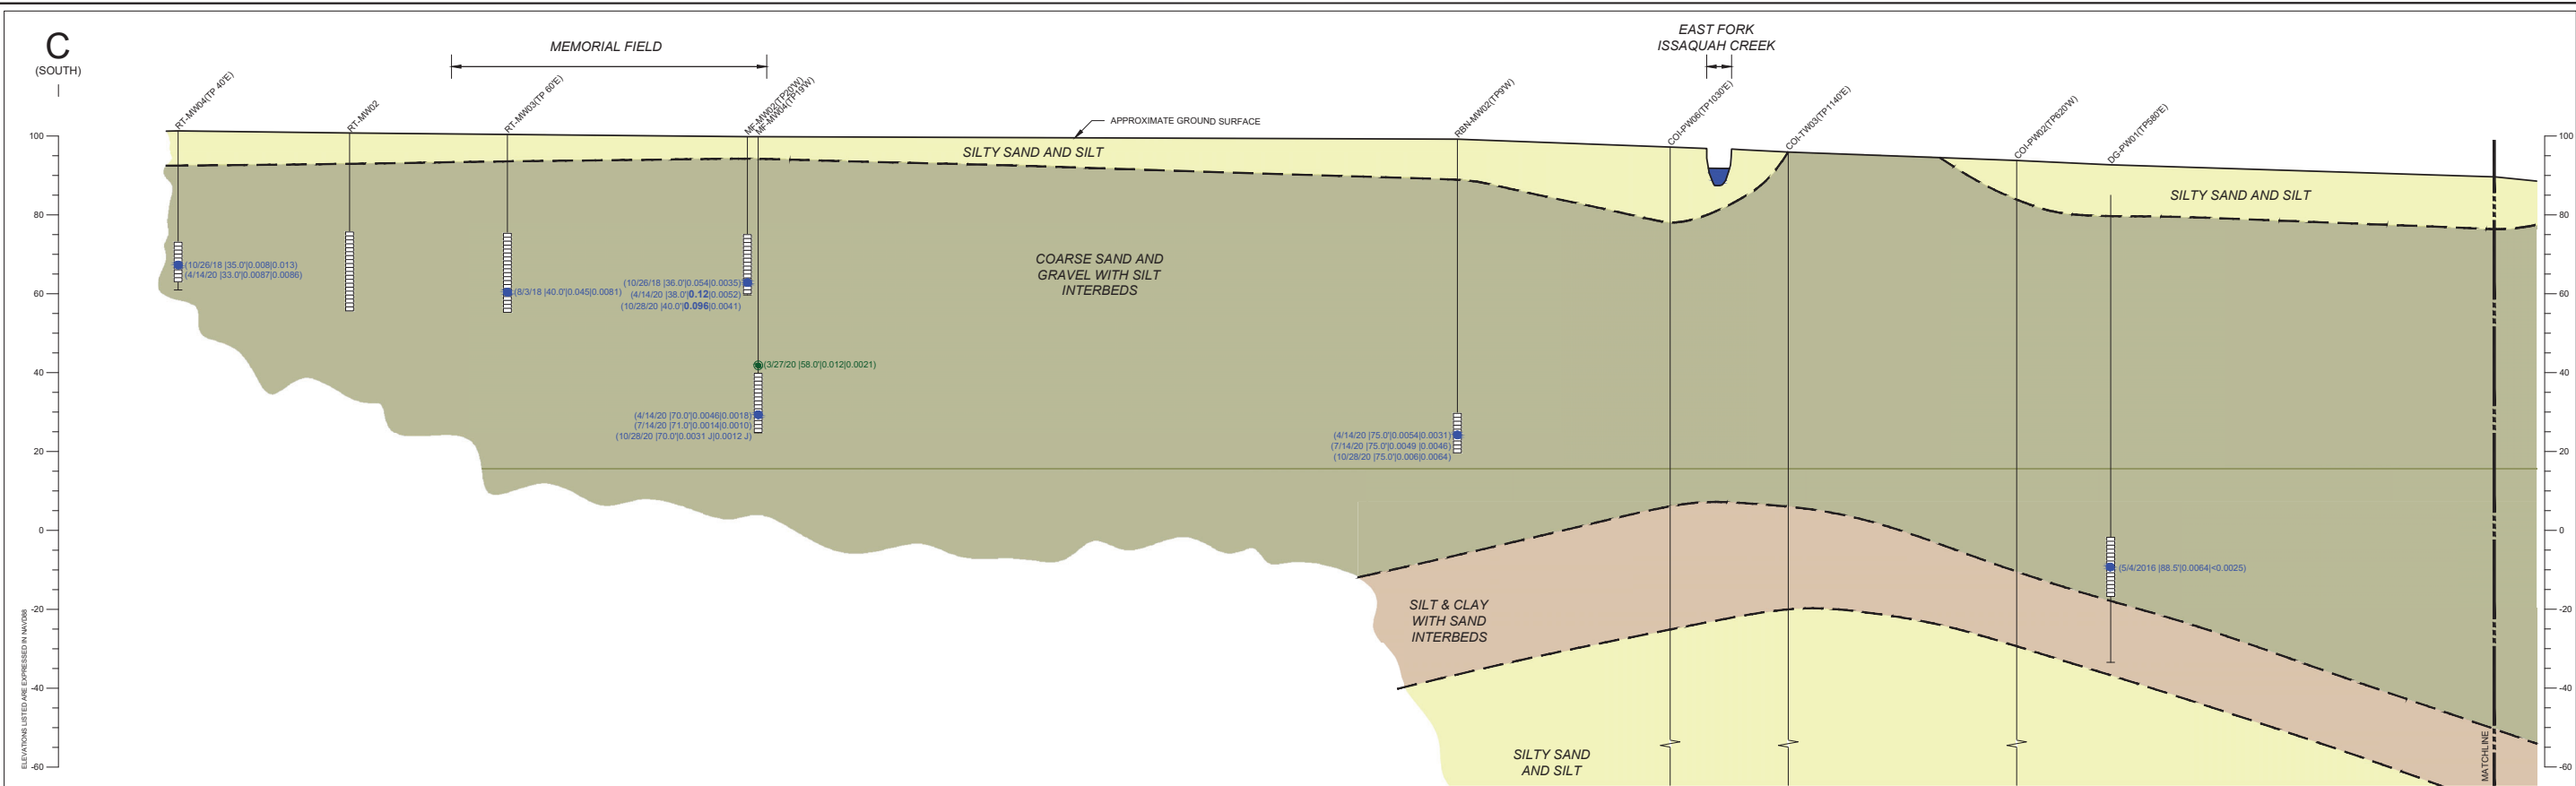 C
(SOUTH)
MEMORIAL FIELD
EAST FORK
ISSAQUAH CREEK
RT-MW04(TP 40'E)
RT-MW02
RT-MW03(TP 60'E)
MF-MW02(TP20'W)
MF-MW04(TP19'W)
RBN-MW02(TP9'W)
COI-PW06(TP1030'E)
COI-TW03(TP1140'E)
COI-PW02(TP620'W)
DG-PW01(TP580'E)
APPROXIMATE GROUND SURFACE
SILTY SAND AND SILT
SILTY SAND AND SILT
COARSE SAND AND
GRAVEL WITH SILT
INTERBEDS
(10/26/18 |35.0'|0.008|0.013)
(4/14/20 |33.0'|0.0087|0.0086)
(8/3/18 |40.0'|0.045|0.0081)
(10/26/18 |36.0'|0.054|0.0035)
(4/14/20 |38.0'|0.12|0.0052)
(10/28/20 |40.0'|0.096|0.0041)
(3/27/20 |58.0'|0.012|0.0021)
(4/14/20 |70.0'|0.0046|0.0018)
(7/14/20 |71.0'|0.0014|0.0010)
(10/28/20 |70.0'|0.0031 J|0.0012 J)
(4/14/20 |75.0'|0.0054|0.0031)
(7/14/20 |75.0'|0.0049 |0.0046)
(10/28/20 |75.0'|0.006|0.0064)
(5/4/2016 |88.5'|0.0064|<0.0025)
SILT & CLAY
WITH SAND
INTERBEDS
SILTY SAND
AND SILT
MATCHLINE
ELEVATIONS LISTED ARE EXPRESSED IN NAVD88
100
80
60
40
20
0
-20
-40
-60
100
80
60
40
20
0
-20
-40
-60